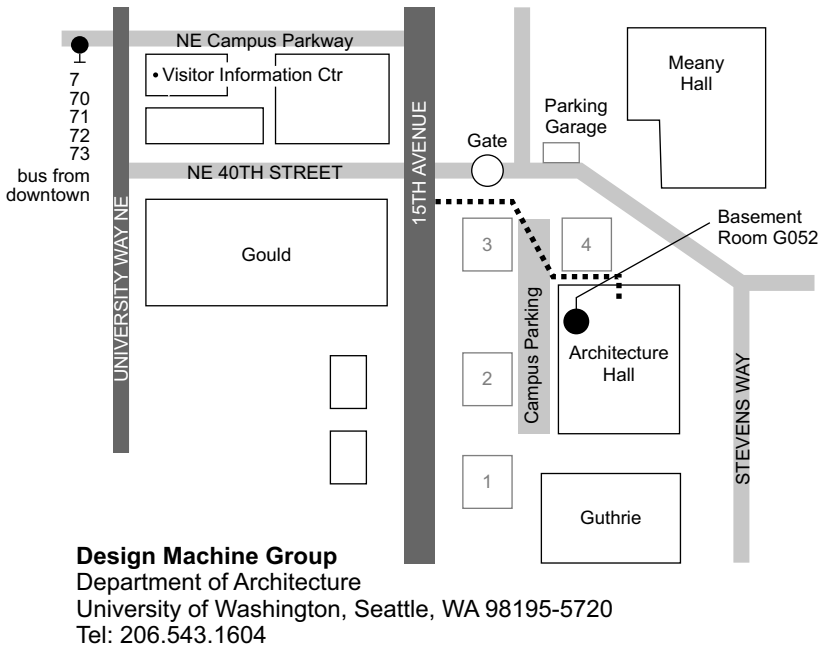 NE Campus Parkway
• Visitor Information Ctr
7
70
71
72
73
bus from
downtown
UNIVERSITY WAY NE
NE 40TH STREET
15TH AVENUE
Gate
Parking
Garage
Meany
Hall
Gould
3
4
Basement
Room G052
Campus Parking
2
Architecture
Hall
STEVENS WAY
1
Guthrie
Design Machine Group
Department of Architecture
University of Washington, Seattle, WA 98195-5720
Tel: 206.543.1604